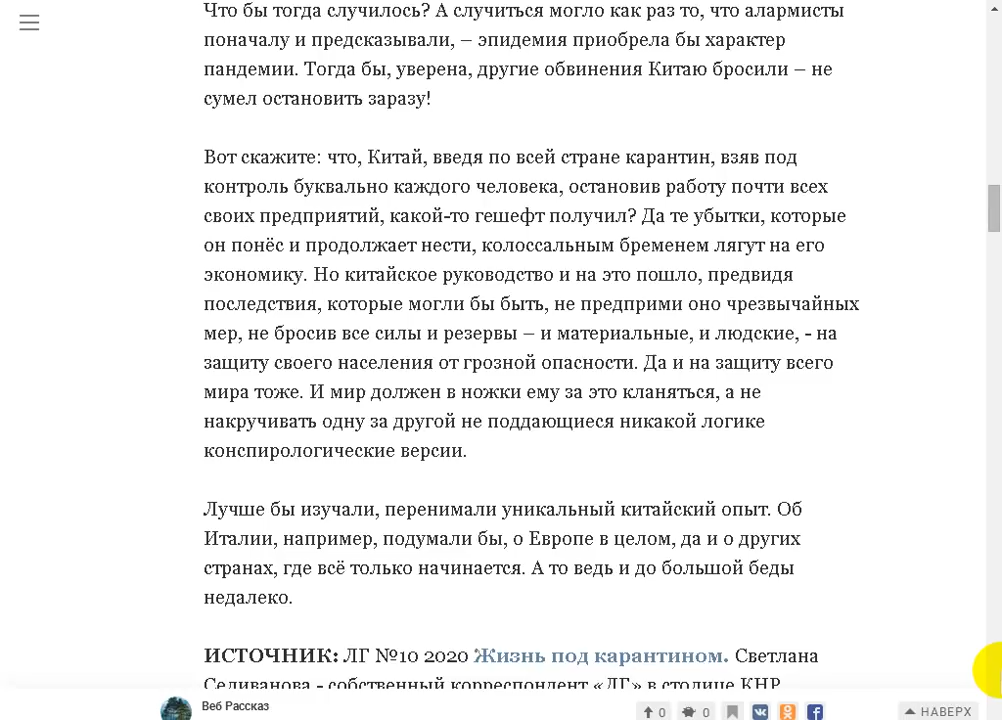 Что бы тогда случилось? А случиться могло как раз то, что алармисты
поначалу и предсказывали, – эпидемия приобрела бы характер
пандемии. Тогда бы, уверена, другие обвинения Китаю бросили – не
сумел остановить заразу!
Вот скажите: что, Китай, введя по всей стране карантин, взяв под
контроль буквально каждого человека, остановив работу почти всех
своих предприятий, какой-то гешефт получил? Да те убытки, которые
он понёс и продолжает нести, колоссальным бременем лягут на его
экономику. Но китайское руководство и на это пошло, предвидя
последствия, которые могли бы быть, не предприми оно чрезвычайных
мер, не бросив все силы и резервы – и материальные, и людские, - на
защиту своего населения от грозной опасности. Да и на защиту всего
мира тоже. И мир должен в ножки ему за это кланяться, а не
накручивать одну за другой не поддающиеся никакой логике
конспирологические версии.
Лучше бы изучали, перенимали уникальный китайский опыт. Об
Италии, например, подумали бы, о Европе в целом, да и о других
странах, где всё только начинается. А то ведь и до большой беды
недалеко.
ИСТОЧНИК: ЛГ №10 2020 Жизнь под карантином. Светлана
Селиванова - собственный корреспондент «ЛГ» в столице КНР
Веб Рассказ
0 0 НАВЕРХ